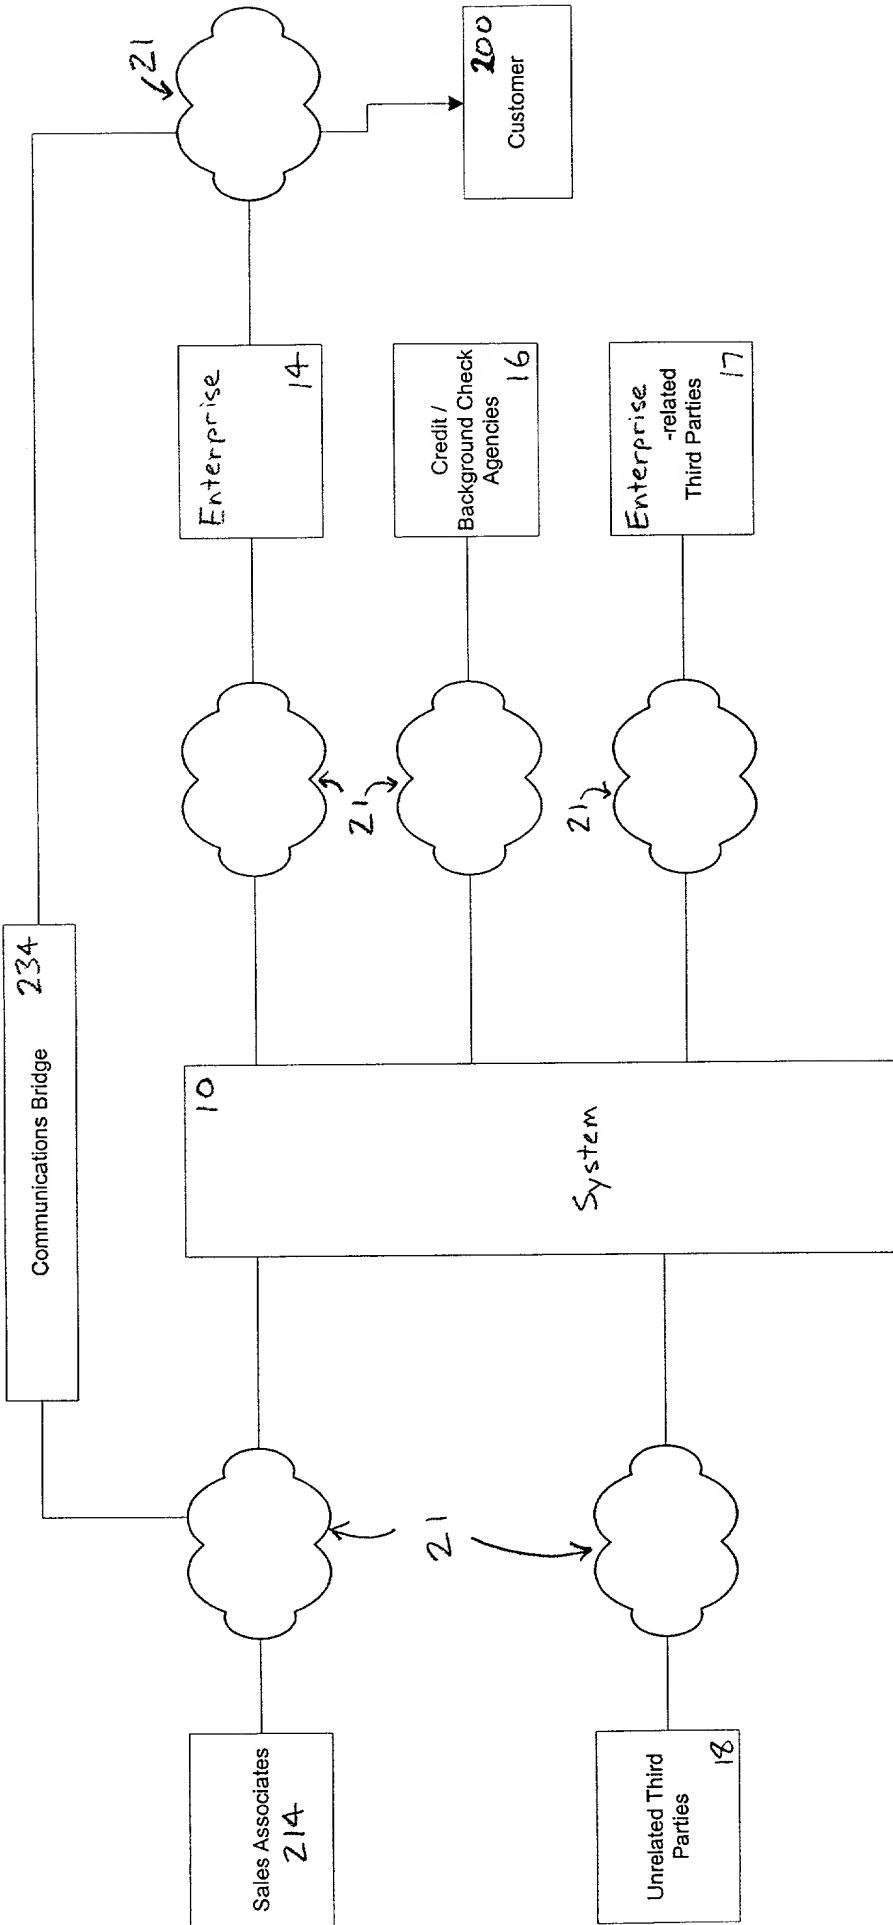 Communications Bridge
234
Sales Associates
214
21
Unrelated Third
Parties
18
10
System
21
21
Enterprise
14
Credit /
Background Check
Agencies
16
Enterprise
-related
Third Parties
17
21
200
Customer